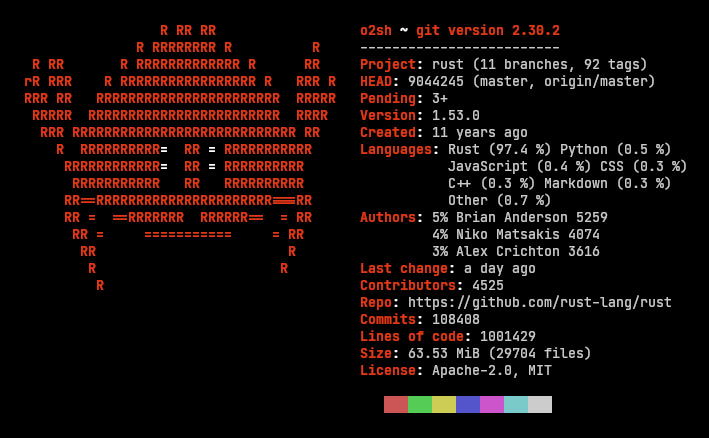 R RR RR
              R RRRRRRRR R          R
 R RR       R RRRRRRRRRRRRR R      RR
rR RRR    R RRRRRRRRRRRRRRRRR R   RRR R
RRR RR   RRRRRRRRRRRRRRRRRRRRRRR  RRRRR
 RRRRR  RRRRRRRRRRRRRRRRRRRRRRRR  RRRR
  RRR RRRRRRRRRRRRRRRRRRRRRRRRRRRR RR
    R  RRRRRRRRRR=  RR = RRRRRRRRRRR
     RRRRRRRRRRRR=  RR = RRRRRRRRRR
      RRRRRRRRRRR   RR   RRRRRRRRRR
     RR==RRRRRRRRRRRRRRRRRRRRRR===RR
     RR =  ==RRRRRRR  RRRRRR==  = RR
      RR =     ===========     = RR
       RR                        R
        R                       R
         R
o2sh ~ git version 2.30.2
-------------------------
Project: rust (11 branches, 92 tags)
HEAD: 9044245 (master, origin/master)
Pending: 3+
Version: 1.53.0
Created: 11 years ago
Languages: Rust (97.4 %) Python (0.5 %)
JavaScript (0.4 %) CSS (0.3 %)
C++ (0.3 %) Markdown (0.3 %)
Other (0.7 %)
Authors: 5% Brian Anderson 5259
4% Niko Matsakis 4074
3% Alex Crichton 3616
Last change: a day ago
Contributors: 4525
Repo: https://github.com/rust-lang/rust
Commits: 108408
Lines of code: 1001429
Size: 63.53 MiB (29704 files)
License: Apache-2.0, MIT